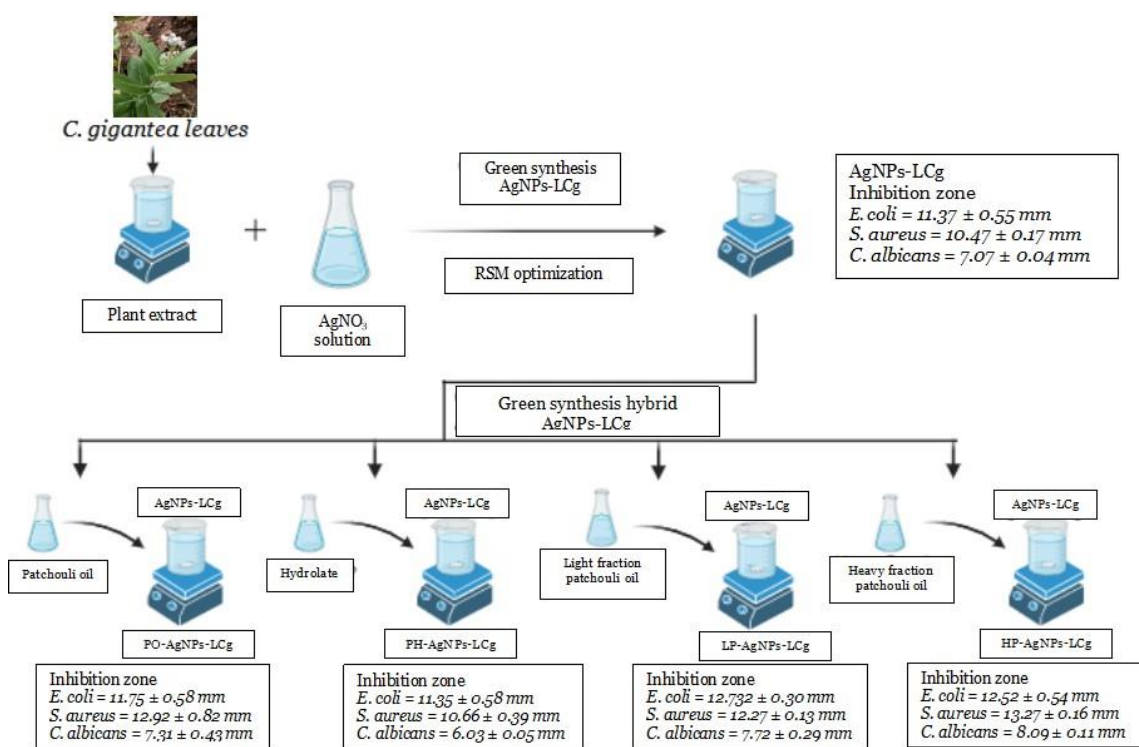 C. gigantea leaves
Green synthesis
AgNPs-LCg
RSM optimization
+
Plant extract
AgNO₃
solution
AgNPs-LCg
Inhibition zone
E. coli = 11.37 ± 0.55 mm
S. aureus = 10.47 ± 0.17 mm
C. albicans = 7.07 ± 0.04 mm
Green synthesis hybrid
AgNPs-LCg
AgNPs-LCg
Patchouli oil
PO-AgNPs-LCg
Inhibition zone
E. coli = 11.75 ± 0.58 mm
S. aureus = 12.92 ± 0.82 mm
C. albicans = 7.31 ± 0.43 mm
AgNPs-LCg
Hydrolate
PH-AgNPs-LCg
Inhibition zone
E. coli = 11.35 ± 0.58 mm
S. aureus = 10.66 ± 0.39 mm
C. albicans = 6.03 ± 0.05 mm
AgNPs-LCg
Light fraction
patchouli oil
LP-AgNPs-LCg
Inhibition zone
E. coli = 12.732 ± 0.30 mm
S. aureus = 12.27 ± 0.13 mm
C. albicans = 7.72 ± 0.29 mm
AgNPs-LCg
Heavy fraction
patchouli oil
HP-AgNPs-LCg
Inhibition zone
E. coli = 12.52 ± 0.54 mm
S. aureus = 13.27 ± 0.16 mm
C. albicans = 8.09 ± 0.11 mm